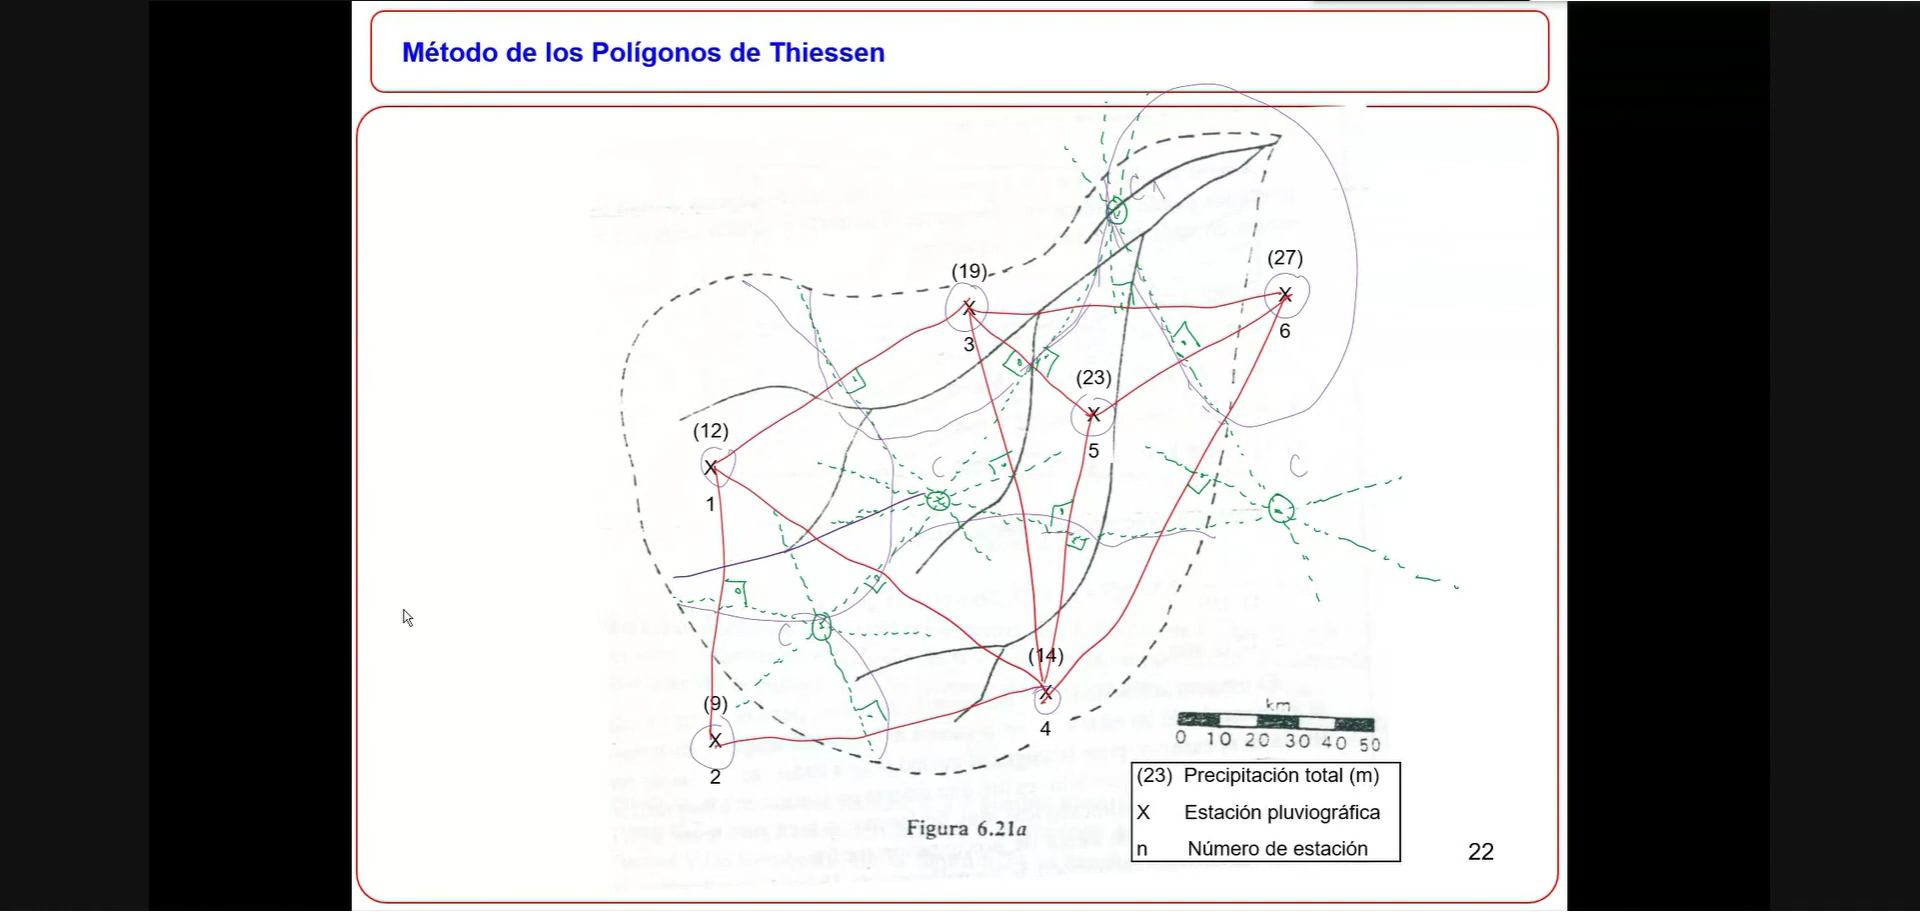 Método de los Polígonos de Thiessen
C
(27)
(19)
X
X
6
3
(23)
X
(12)
5
X
C
C
1
C
(14)
X
(9)
4
X
2
km
0 10 20 30 40 50
(23) Precipitación total (m)
X Estación pluviográfica
n Número de estación
Figura 6.21a
22